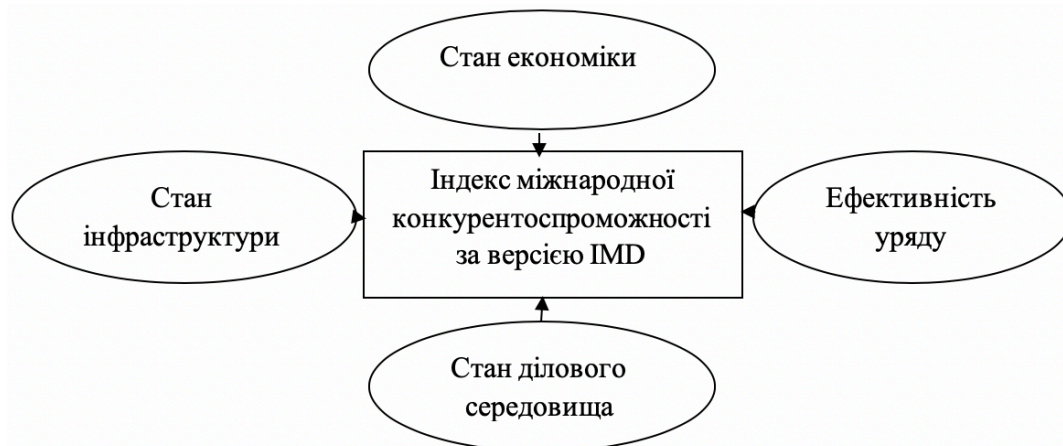 Стан економіки
Стан
інфраструктури
Індекс міжнародної
конкурентоспроможності
за версією IMD
Ефективність
уряду
Стан ділового
середовища